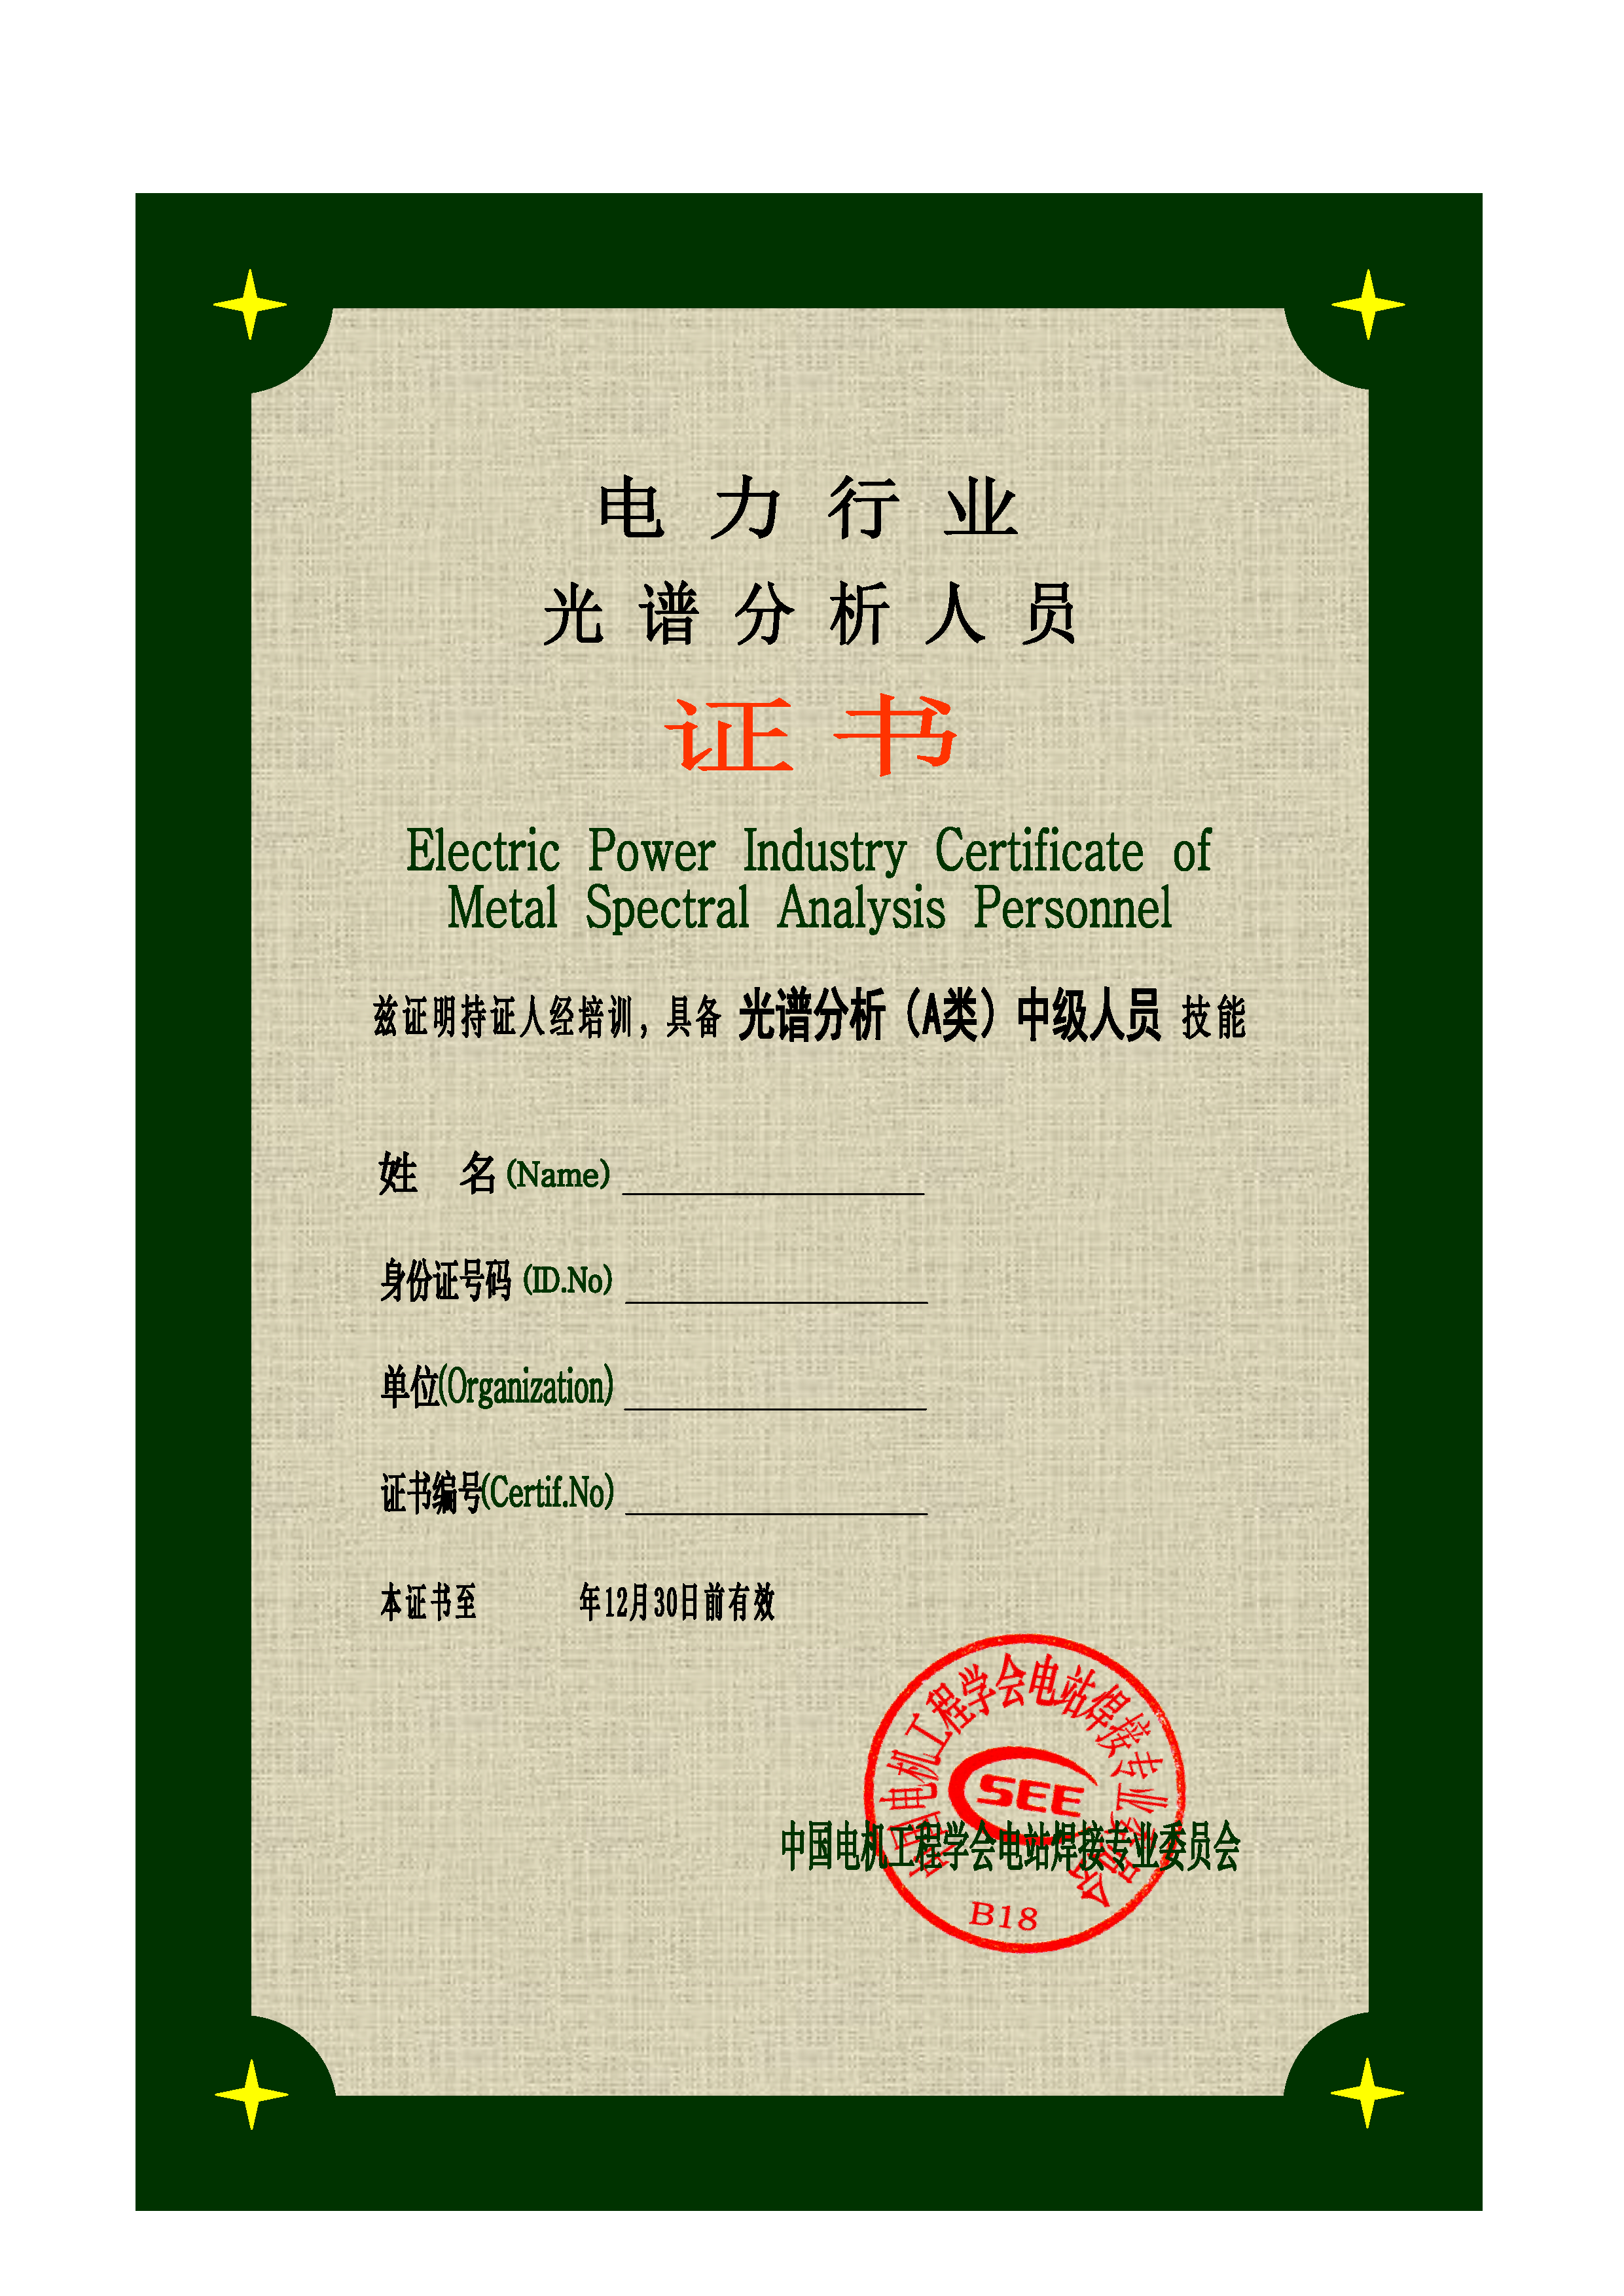 电力行业
光谱分析人员
证书
Electric Power Industry Certificate of
Metal Spectral Analysis Personnel
兹证明持证人经培训，具备 光谱分析（A类）中级人员 技能
姓 名 (Name)
身份证号码 (ID.No)
单位(Organization)
证书编号(Certif.No)
本证书至 年12月30日前有效
中国电机工程学会电站焊接专业委员会
SEE
中国电机工程学会电站焊接专业委员会
B18